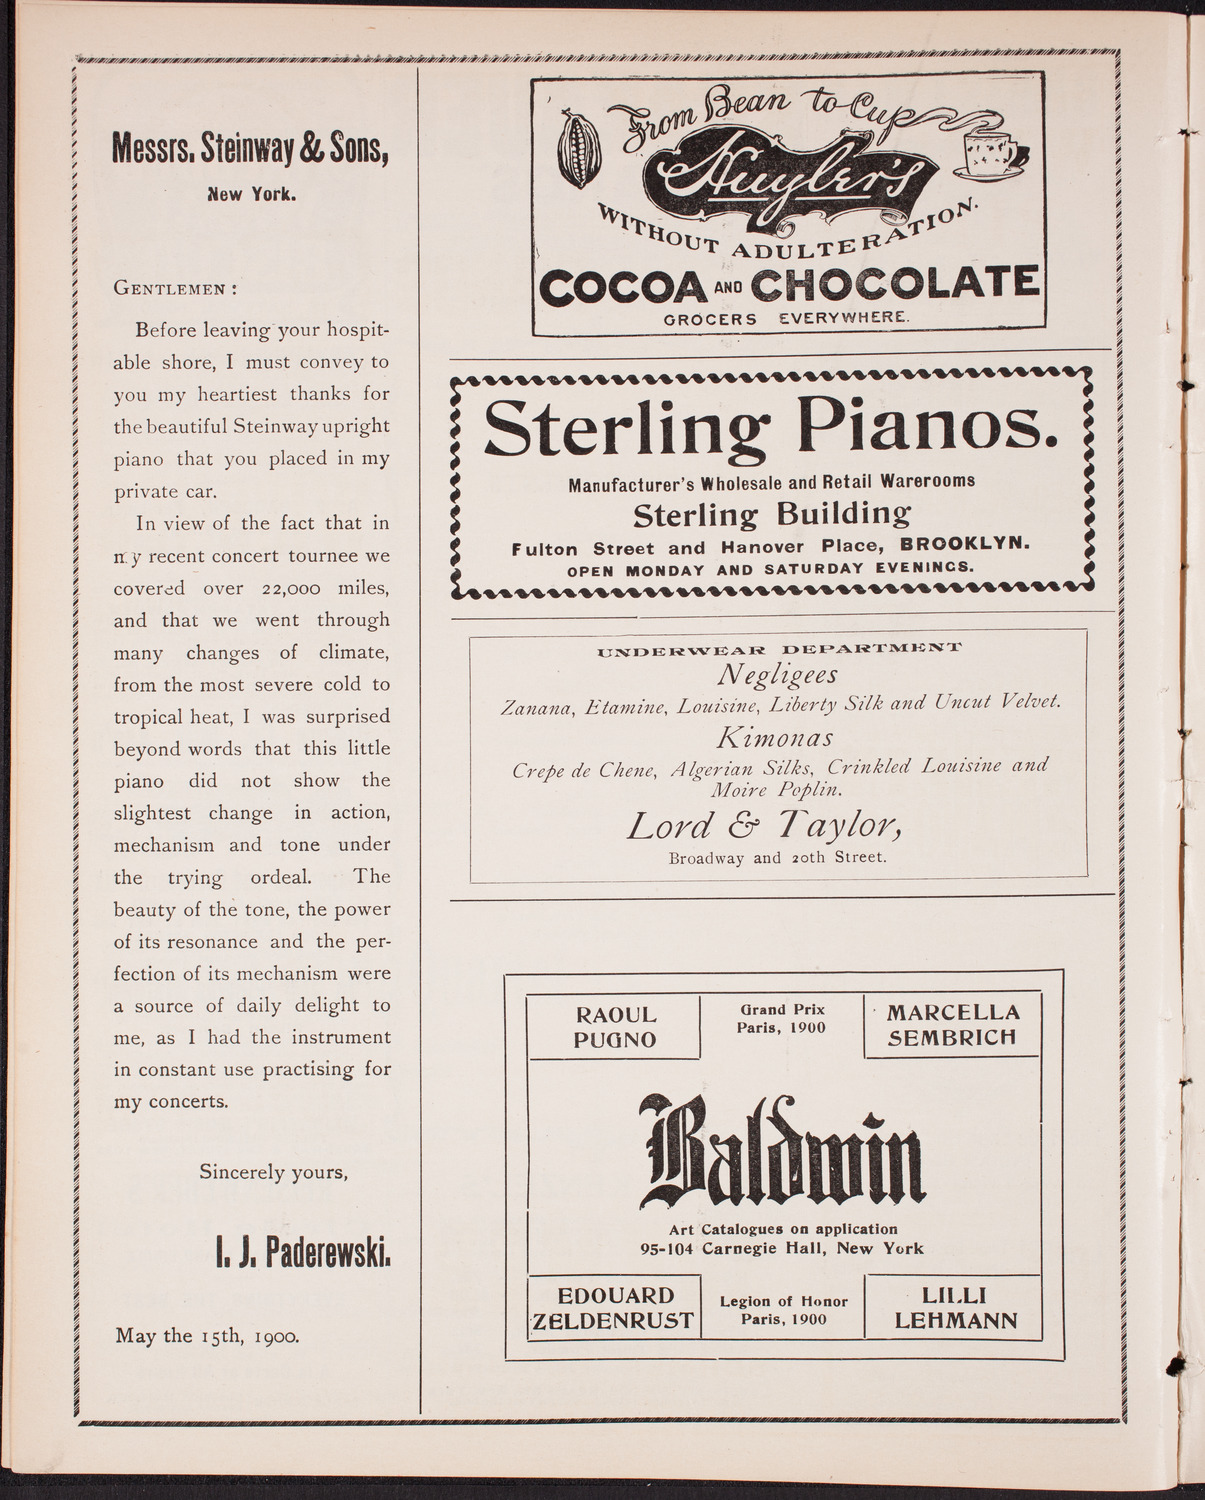 Messrs. Steinway & Sons,
New York.
GENTLEMEN:
Before leaving your hospit-
able shore, I must convey to
you my heartiest thanks for
the beautiful Steinway upright
piano that you placed in my
private car.
In view of the fact that in
my recent concert tournee we
covered over 22,000 miles,
and that we went through
many changes of climate,
from the most severe cold to
tropical heat, I was surprised
beyond words that this little
piano did not show the
slightest change in action,
mechanism and tone under
the trying ordeal. The
beauty of the tone, the power
of its resonance and the per-
fection of its mechanism were
a source of daily delight to
me, as I had the instrument
in constant use practising for
my concerts.
Sincerely yours,
I. J. Paderewski.
May the 15th, 1900.
From Bean to Cup
Huyler's
WITHOUT ADULTERATION.
COCOA AND CHOCOLATE
GROCERS EVERYWHERE.
Sterling Pianos.
Manufacturer's Wholesale and Retail Warerooms
Sterling Building
Fulton Street and Hanover Place, BROOKLYN.
OPEN MONDAY AND SATURDAY EVENINGS.
UNDERWEAR DEPARTMENT
Negligees
Zanana, Etamine, Louisine, Liberty Silk and Uncut Velvet.
Kimonas
Crepe de Chene, Algerian Silks, Crinkled Louisine and
Moire Poplin.
Lord & Taylor,
Broadway and 20th Street.
RAOUL
PUGNO
Grand Prix
Paris, 1900
MARCELLA
SEMBRICH
Baldwin
Art Catalogues on application
95-104 Carnegie Hall, New York
EDOUARD
ZELDENRUST
Legion of Honor
Paris, 1900
LILLI
LEHMANN